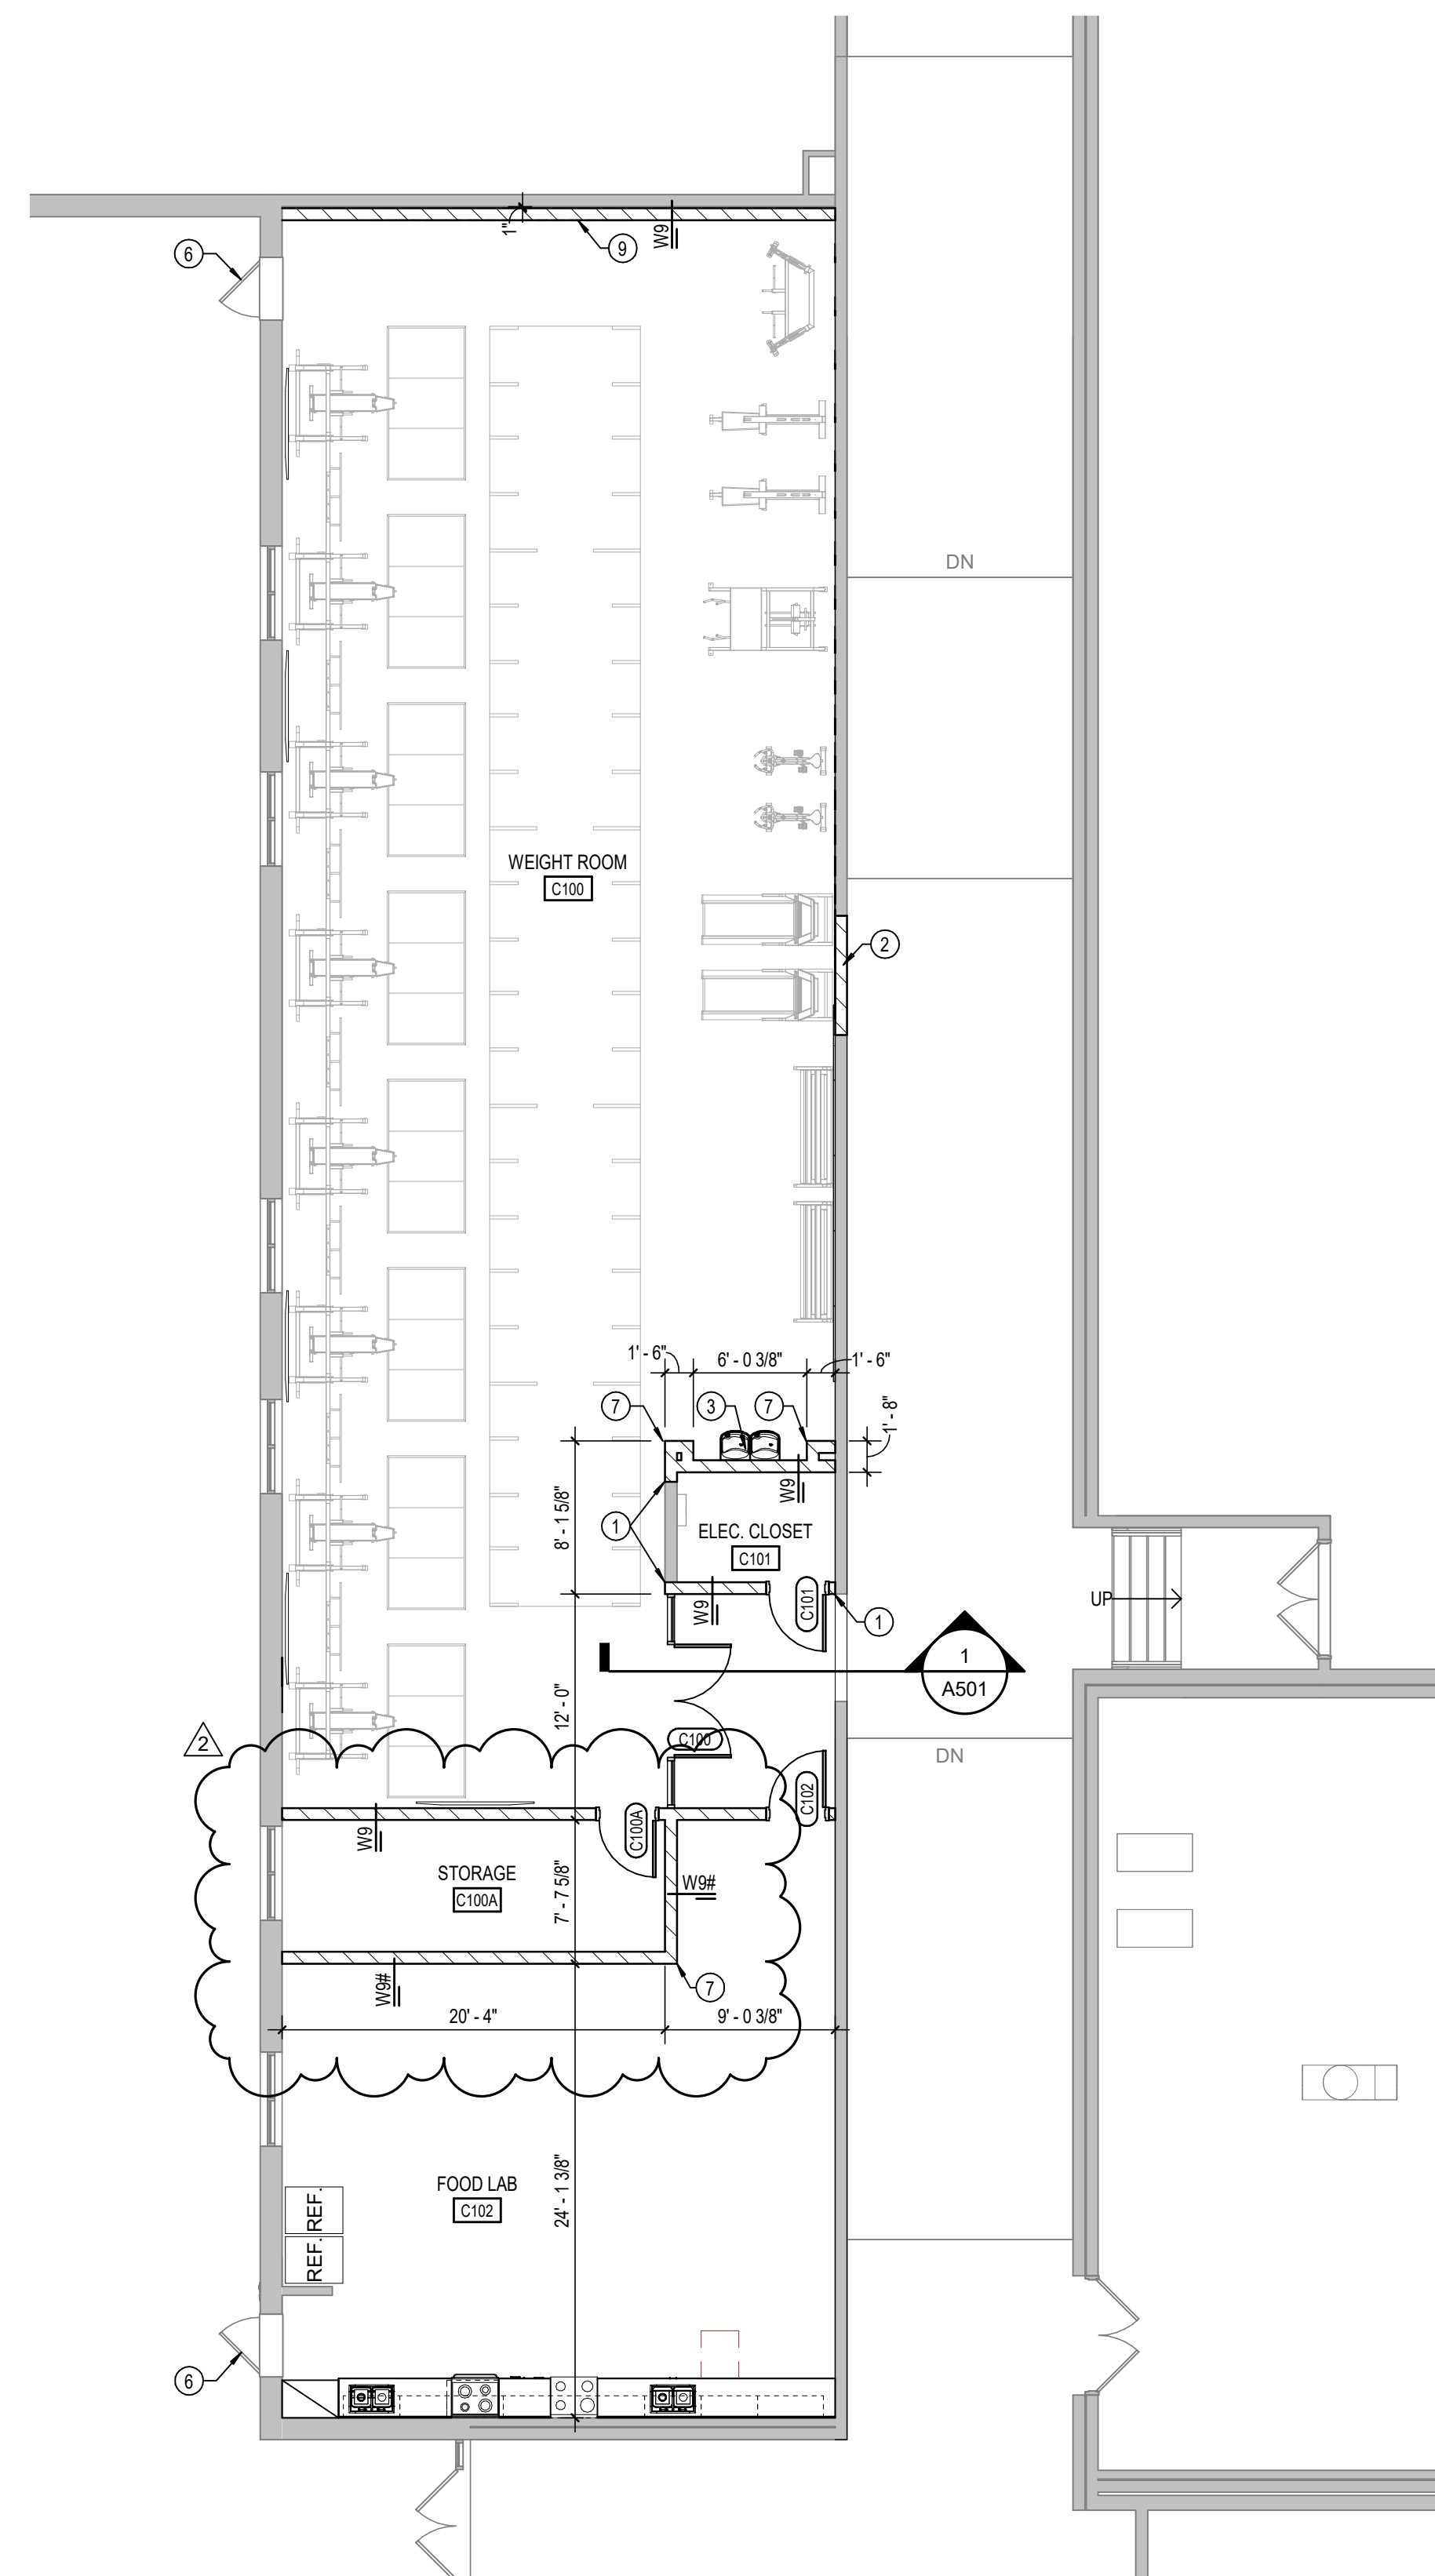 1"
W9
6
9
DN
WEIGHT ROOM
C100
2
1' - 6"
6' - 0 3/8"
1' - 6"
7
3
7
1' - 8"
W9
8' - 1 5/8"
1
ELEC. CLOSET
C101
C101
W9
1
UP
1
A501
12' - 0"
C100
2
DN
C102
C100A
W9
STORAGE
C100A
7' - 7 5/8"
W9#
W9#
7
20' - 4"
9' - 0 3/8"
FOOD LAB
C102
24' - 1 3/8"
REF.
REF.
6